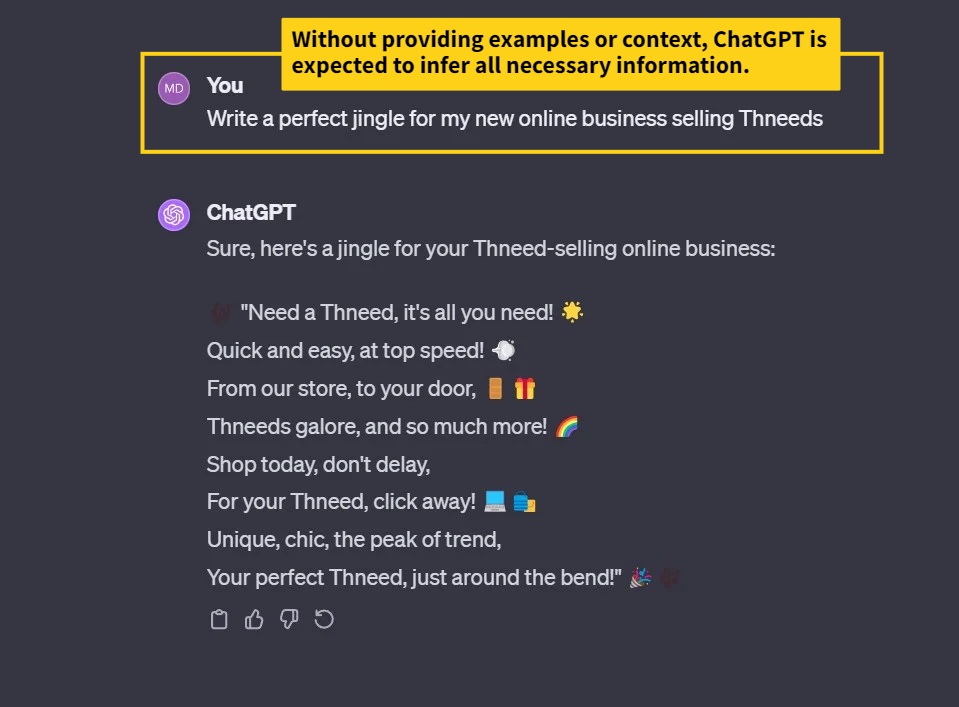 Without providing examples or context, ChatGPT is
expected to infer all necessary information.
MD
You
Write a perfect jingle for my new online business selling Thneeds
ChatGPT
Sure, here's a jingle for your Thneed-selling online business:
"Need a Thneed, it's all you need! 🌟
Quick and easy, at top speed! 💨
From our store, to your door, 🚪 🎁
Thneeds galore, and so much more! 🌈
Shop today, don't delay,
For your Thneed, click away! 💻 🛍️
Unique, chic, the peak of trend,
Your perfect Thneed, just around the bend!" 🎉